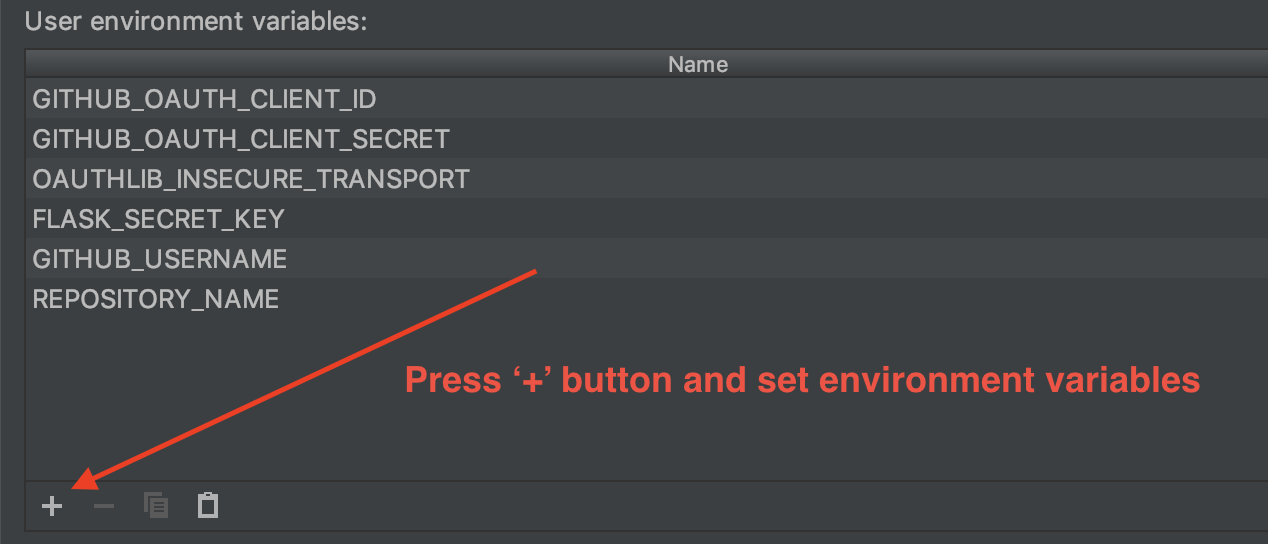 User environment variables:
Name
GITHUB_OAUTH_CLIENT_ID
GITHUB_OAUTH_CLIENT_SECRET
OAUTHLIB_INSECURE_TRANSPORT
FLASK_SECRET_KEY
GITHUB_USERNAME
REPOSITORY_NAME
Press ‘+’ button and set environment variables